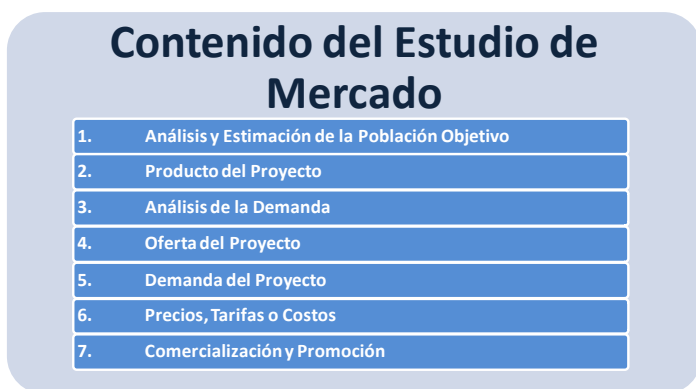 Contenido del Estudio de
Mercado
1. Análisis y Estimación de la Población Objetivo
2. Producto del Proyecto
3. Análisis de la Demanda
4. Oferta del Proyecto
5. Demanda del Proyecto
6. Precios, Tarifas o Costos
7. Comercialización y Promoción